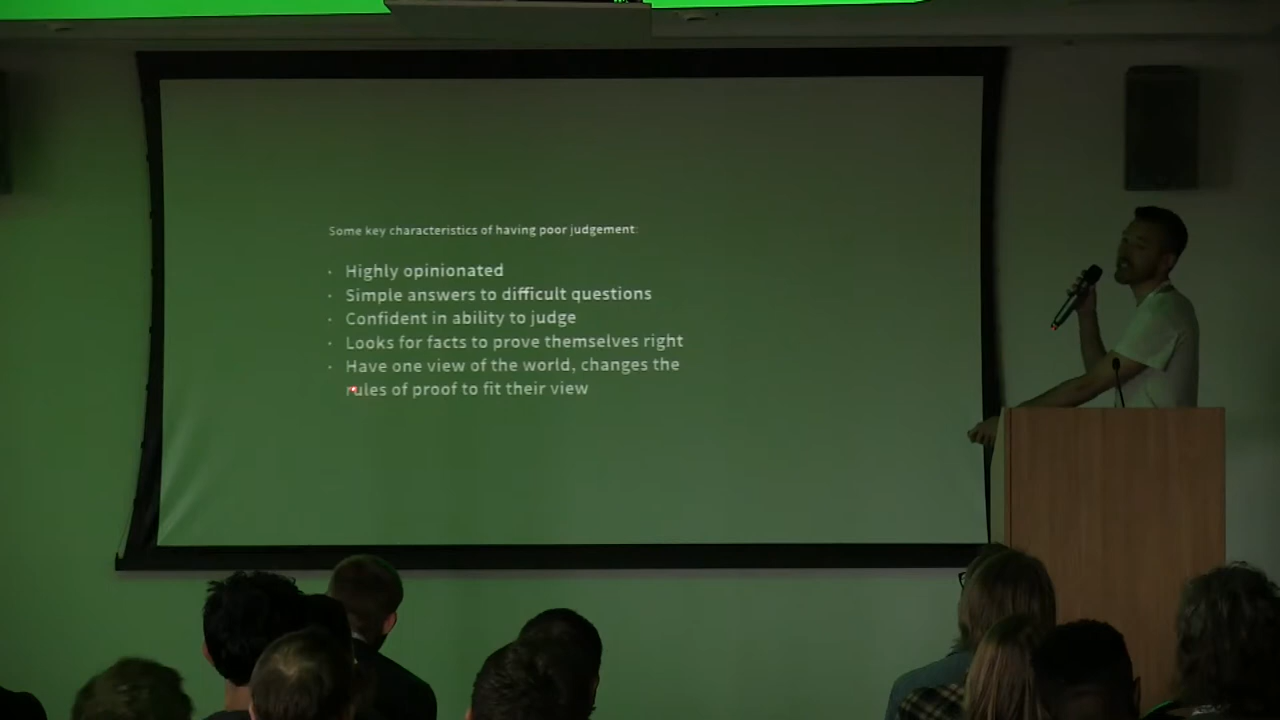 Some key characteristics of having poor judgement:
· Highly opinionated
· Simple answers to difficult questions
· Confident in ability to judge
· Looks for facts to prove themselves right
· Have one view of the world, changes the
rules of proof to fit their view